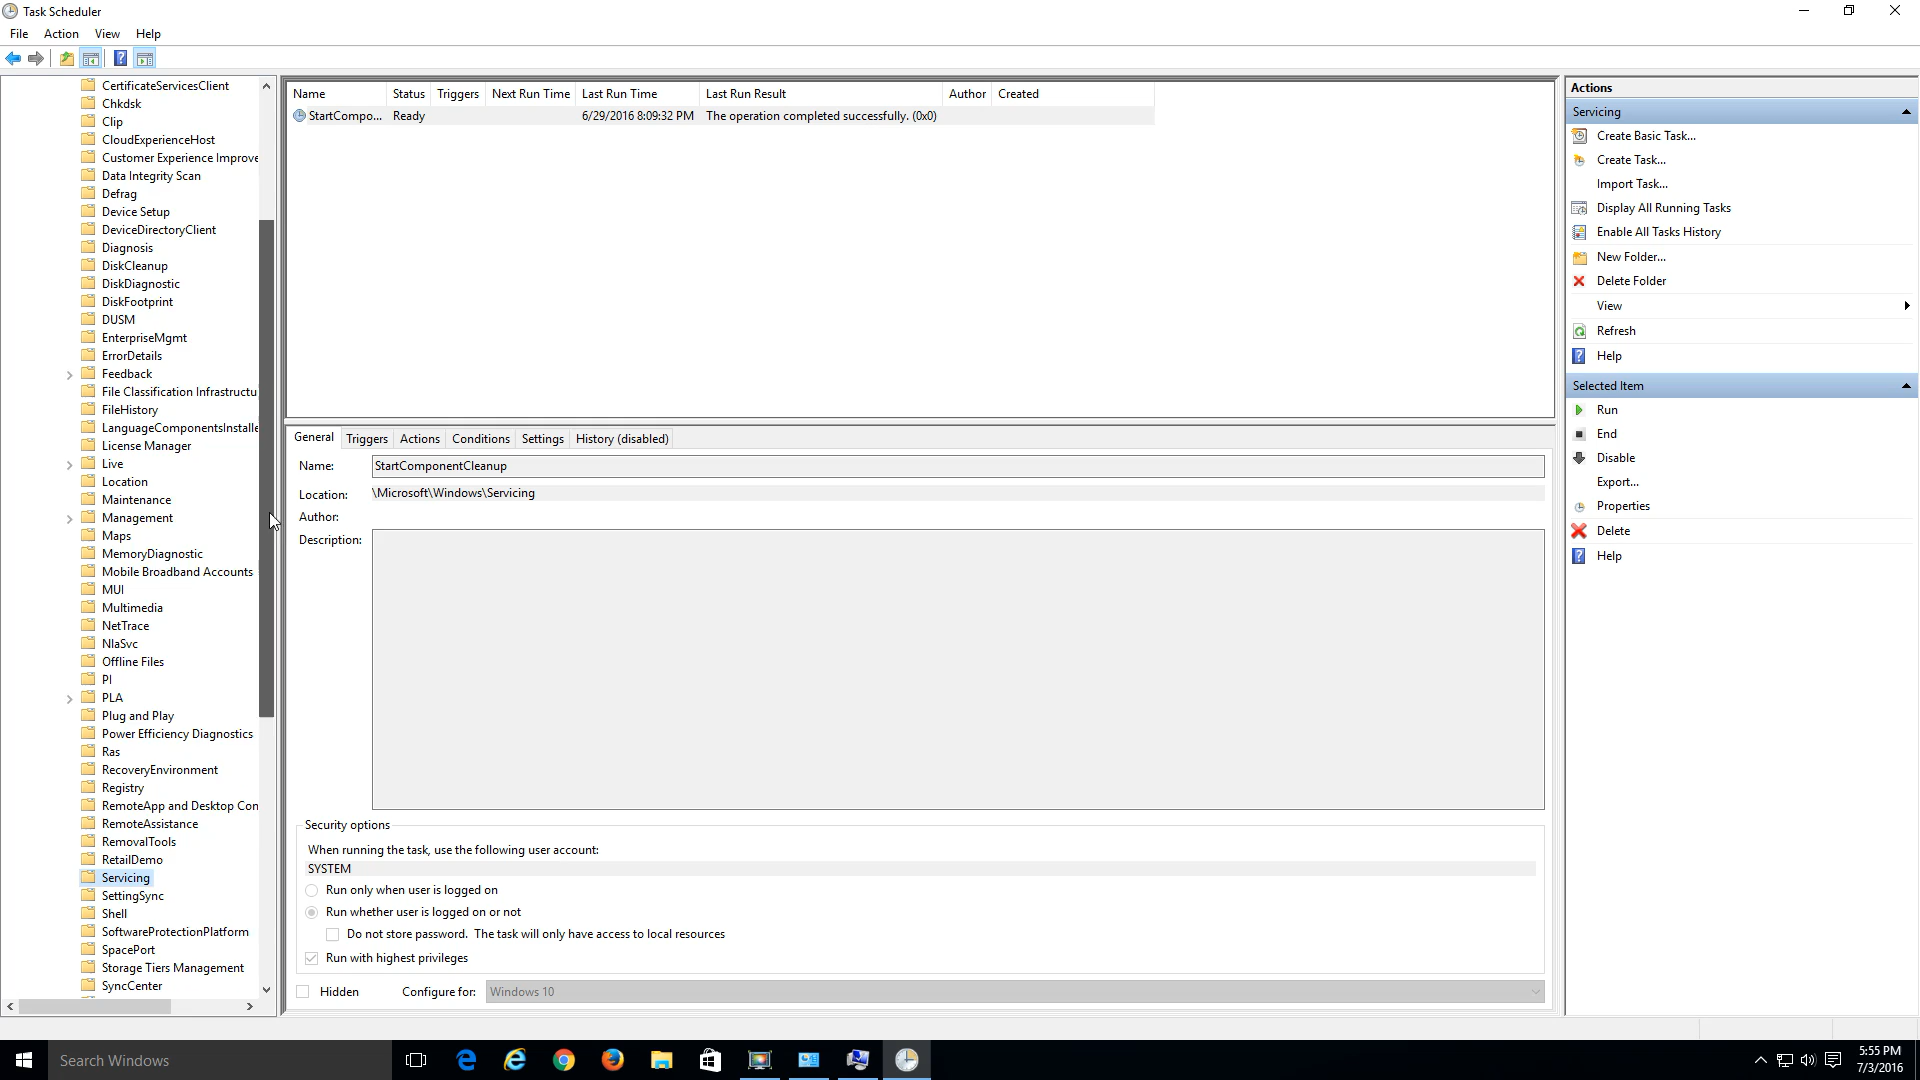 Task Scheduler
File Action View Help
CertificateServicesClient
Chkdsk
Clip
CloudExperienceHost
Customer Experience Improve
Data Integrity Scan
Defrag
Device Setup
DeviceDirectoryClient
Diagnosis
DiskCleanup
DiskDiagnostic
DiskFootprint
DUSM
EnterpriseMgmt
ErrorDetails
Feedback
File Classification Infrastructu
FileHistory
LanguageComponentsInstalle
License Manager
Live
Location
Maintenance
Management
Maps
MemoryDiagnostic
Mobile Broadband Accounts
MUI
Multimedia
NetTrace
NlaSvc
Offline Files
PI
PLA
Plug and Play
Power Efficiency Diagnostics
Ras
RecoveryEnvironment
Registry
RemoteApp and Desktop Con
RemoteAssistance
RemovalTools
RetailDemo
Servicing
SettingSync
Shell
SoftwareProtectionPlatform
SpacePort
Storage Tiers Management
SyncCenter
Name Status Triggers Next Run Time Last Run Time Last Run Result Author Created
StartCompo... Ready 6/29/2016 8:09:32 PM The operation completed successfully. (0x0)
General Triggers Actions Conditions Settings History (disabled)
Name: StartComponentCleanup
Location: \Microsoft\Windows\Servicing
Author:
Description:
Security options
When running the task, use the following user account:
SYSTEM
Run only when user is logged on
Run whether user is logged on or not
Do not store password. The task will only have access to local resources
Run with highest privileges
Hidden Configure for: Windows 10
Actions
Servicing
Create Basic Task...
Create Task...
Import Task...
Display All Running Tasks
Enable All Tasks History
New Folder...
Delete Folder
View
Refresh
Help
Selected Item
Run
End
Disable
Export...
Properties
Delete
Help
Search Windows
5:55 PM
7/3/2016